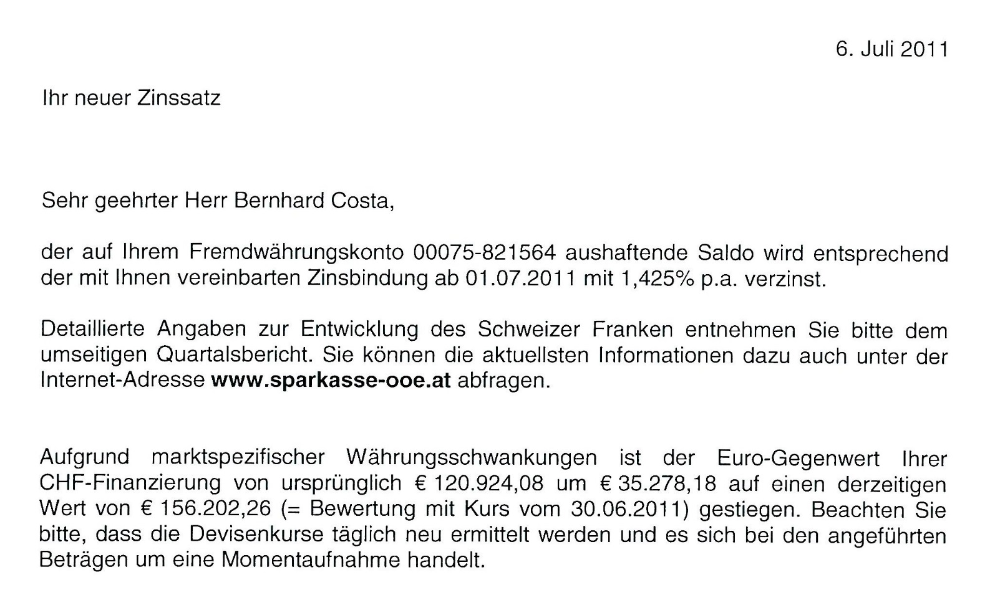 6. Juli 2011
Ihr neuer Zinssatz
Sehr geehrter Herr Bernhard Costa,
der auf Ihrem Fremdwährungskonto 00075-821564 aushaftende Saldo wird entsprechend
der mit Ihnen vereinbarten Zinsbindung ab 01.07.2011 mit 1,425% p.a. verzinst.
Detaillierte Angaben zur Entwicklung des Schweizer Franken entnehmen Sie bitte dem
umseitigen Quartalsbericht. Sie können die aktuellsten Informationen dazu auch unter der
Internet-Adresse www.sparkasse-ooe.at abfragen.
Aufgrund marktspezifischer Währungsschwankungen ist der Euro-Gegenwert Ihrer
CHF-Finanzierung von ursprünglich € 120.924,08 um € 35.278,18 auf einen derzeitigen
Wert von € 156.202,26 (= Bewertung mit Kurs vom 30.06.2011) gestiegen. Beachten Sie
bitte, dass die Devisenkurse täglich neu ermittelt werden und es sich bei den angeführten
Beträgen um eine Momentaufnahme handelt.